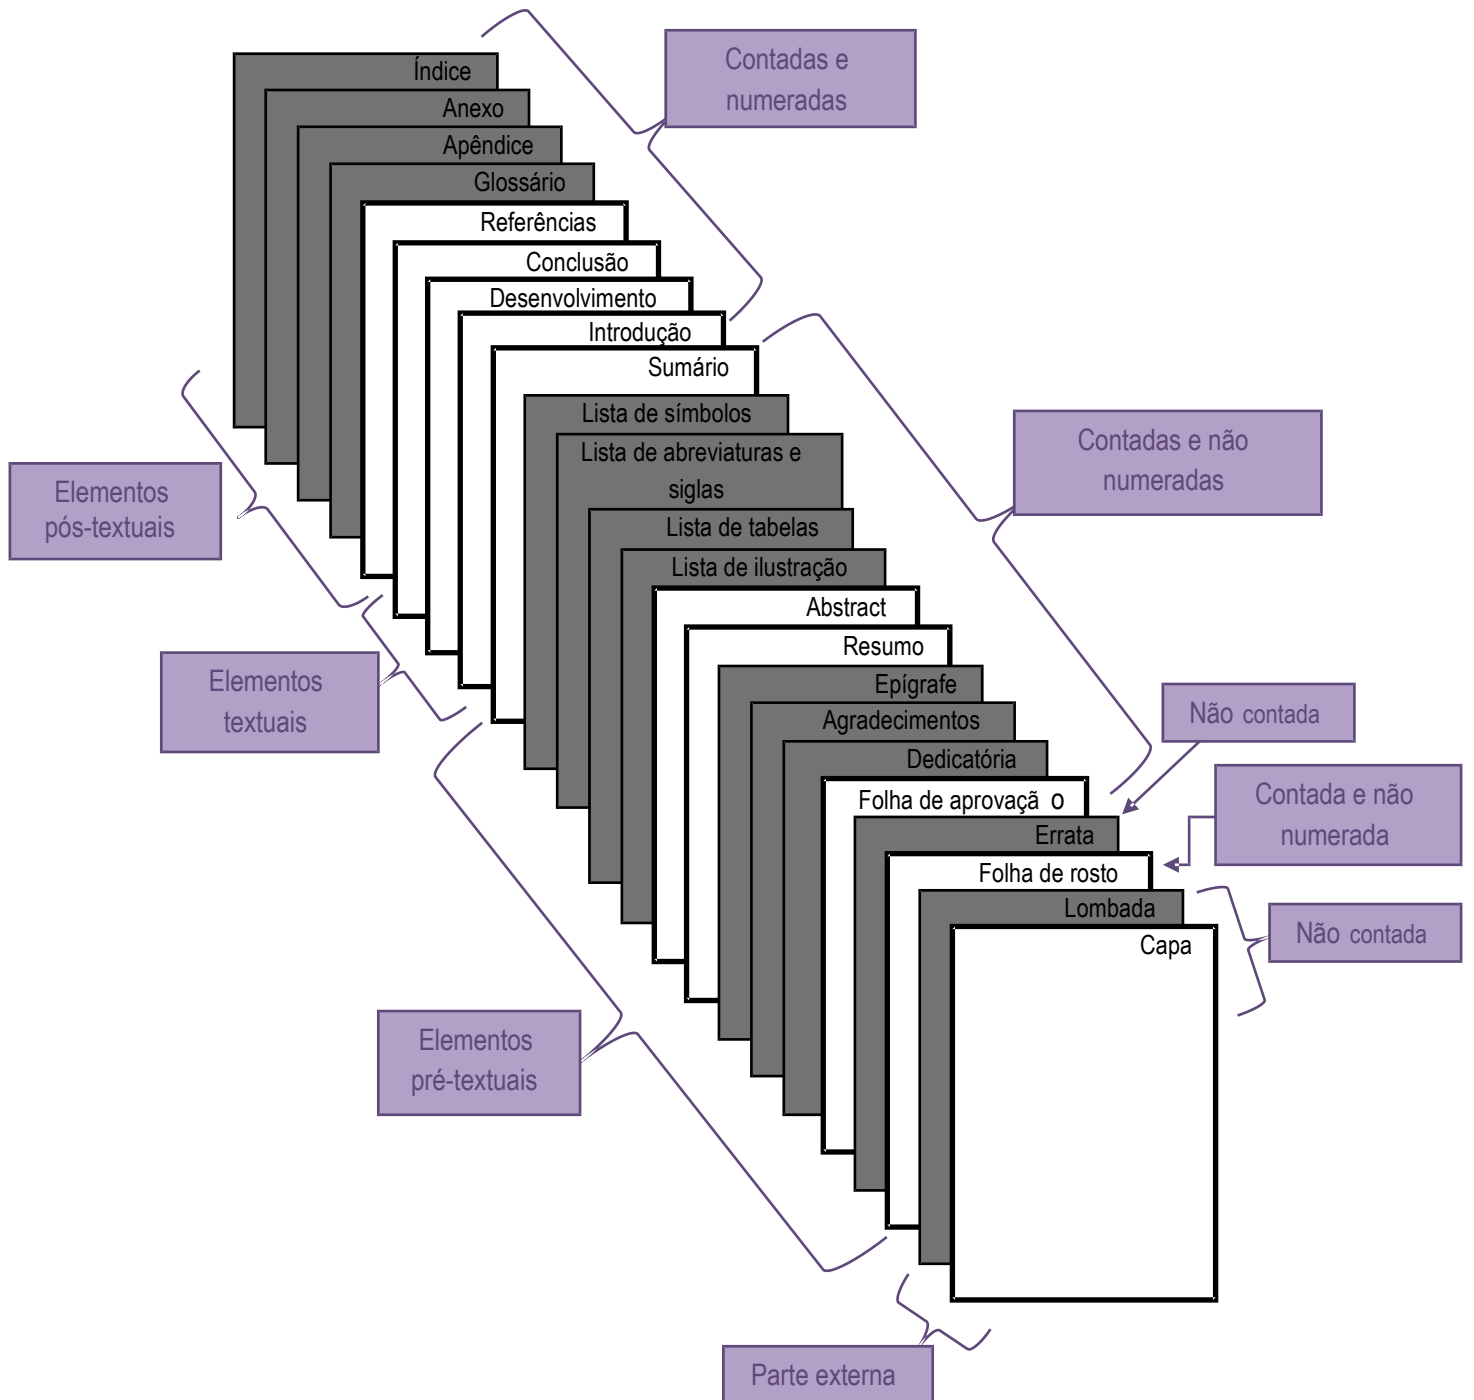 Contadas e
numeradas
Índice
Anexo
Apêndice
Glossário
Referências
Conclusão
Desenvolvimento
Introdução
Sumário
Lista de símbolos
Lista de abreviaturas e
siglas
Lista de tabelas
Lista de ilustração
Abstract
Resumo
Epígrafe
Agradecimentos
Dedicatória
Folha de aprovaçã o
Errata
Folha de rosto
Lombada
Capa
Contadas e não
numeradas
Não contada
Contada e não
numerada
Não contada
Elementos
pós-textuais
Elementos
textuais
Elementos
pré-textuais
Parte externa